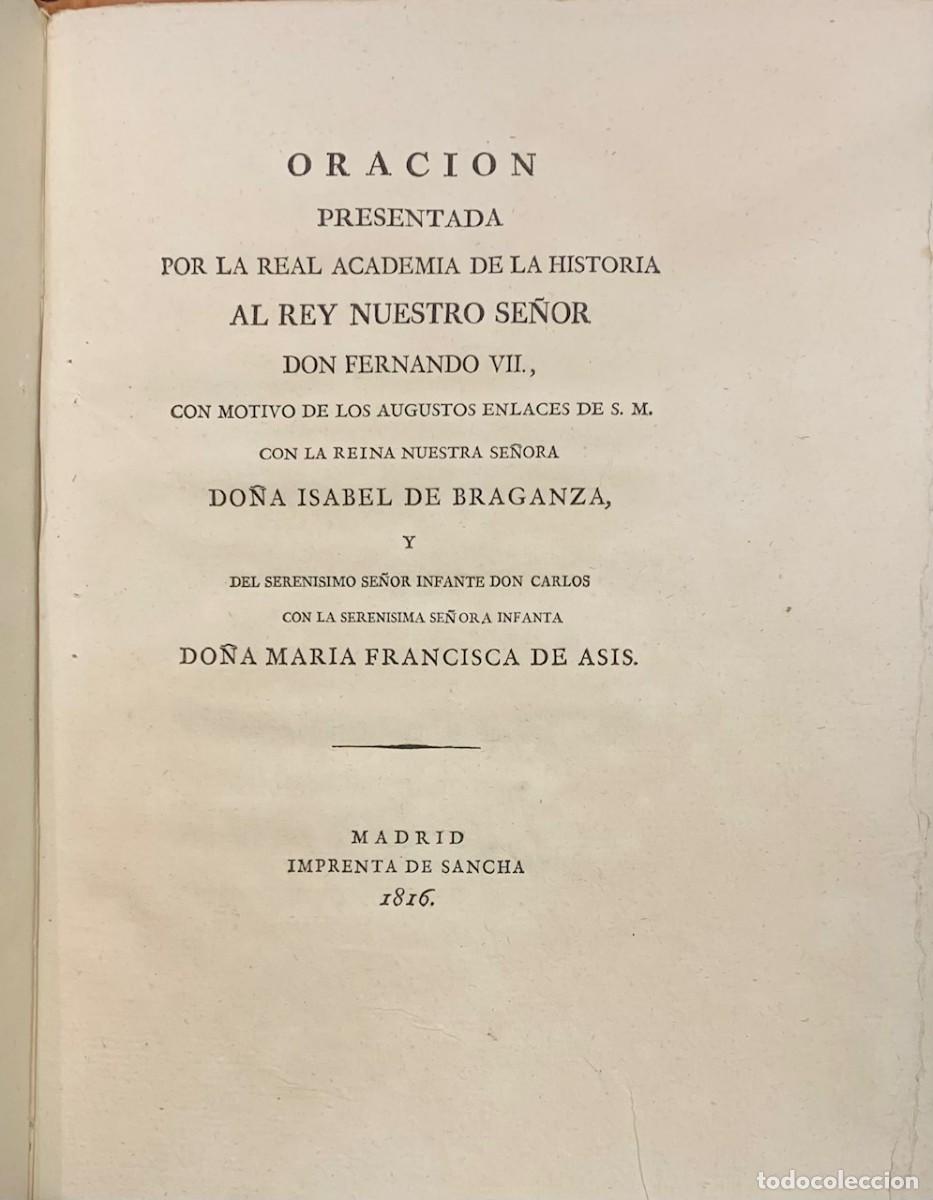 ORACION
PRESENTADA
POR LA REAL ACADEMIA DE LA HISTORIA
AL REY NUESTRO SEÑOR
DON FERNANDO VII.,
CON MOTIVO DE LOS AUGUSTOS ENLACES DE S. M.
CON LA REINA NUESTRA SEÑORA
DOÑA ISABEL DE BRAGANZA,
Y
DEL SERENISIMO SEÑOR INFANTE DON CARLOS
CON LA SERENISIMA SEÑORA INFANTA
DOÑA MARIA FRANCISCA DE ASIS.
MADRID
IMPRENTA DE SANCHA
1816.
todocoleccion